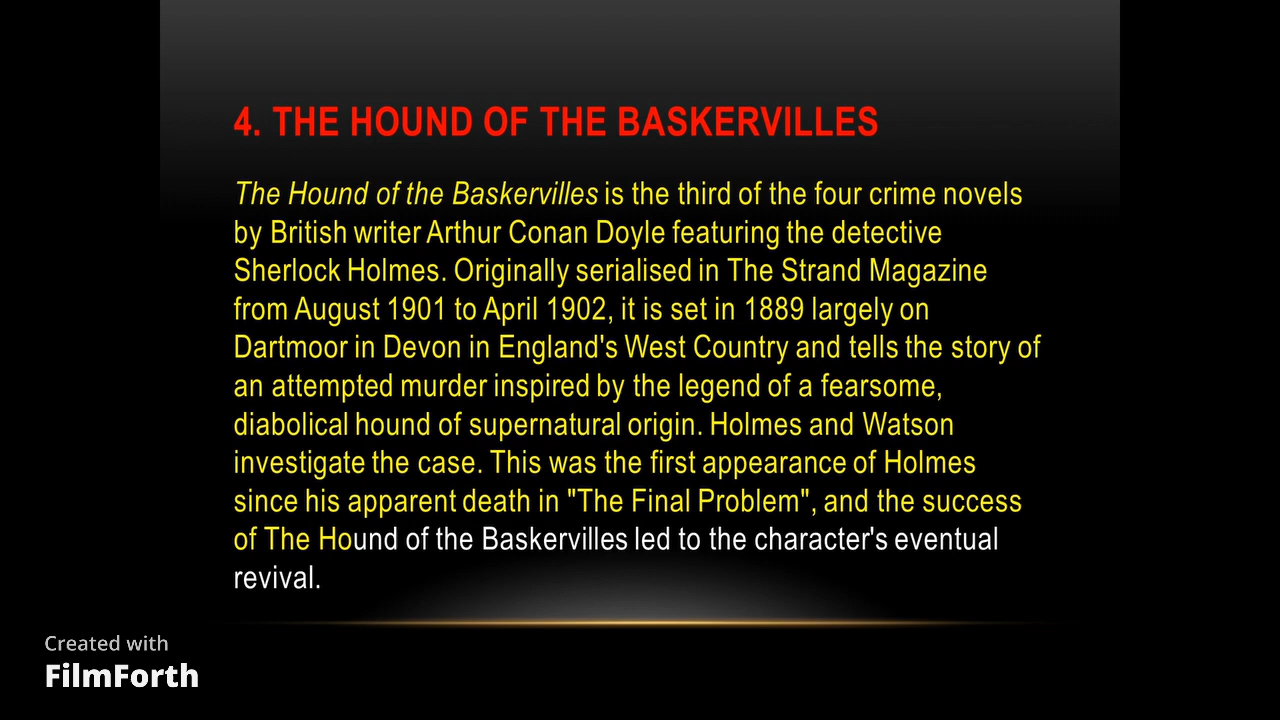 4. THE HOUND OF THE BASKERVILLES
The Hound of the Baskervilles is the third of the four crime novels
by British writer Arthur Conan Doyle featuring the detective
Sherlock Holmes. Originally serialised in The Strand Magazine
from August 1901 to April 1902, it is set in 1889 largely on
Dartmoor in Devon in England's West Country and tells the story of
an attempted murder inspired by the legend of a fearsome,
diabolical hound of supernatural origin. Holmes and Watson
investigate the case. This was the first appearance of Holmes
since his apparent death in "The Final Problem", and the success
of The Hound of the Baskervilles led to the character's eventual
revival.
Created with
FilmForth